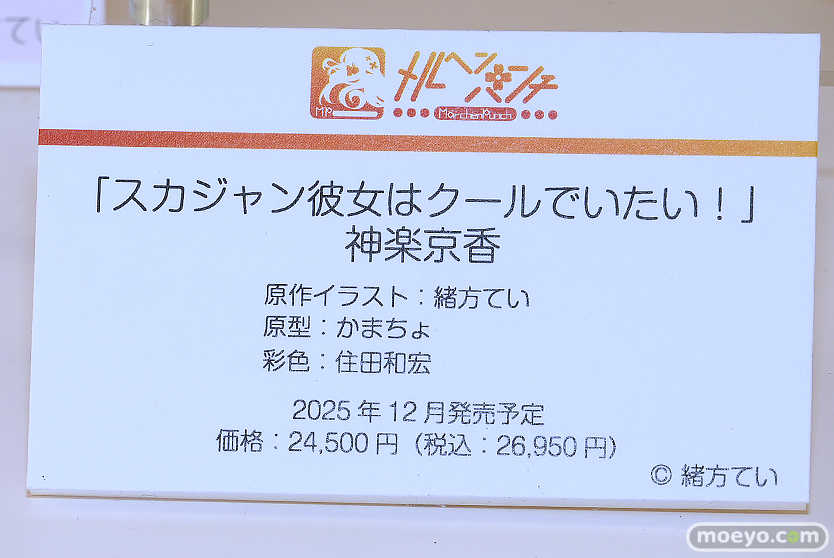 てい
MP
メルヘンパンチ
MärchenPunch
「スカジャン彼女はクールでいたい！」
神楽京香
原作イラスト：緒方てい
原型：かまちょ
彩色：住田和宏
2025年12月発売予定
価格：24,500円（税込：26,950円）
© 緒方てい
moeyo.com